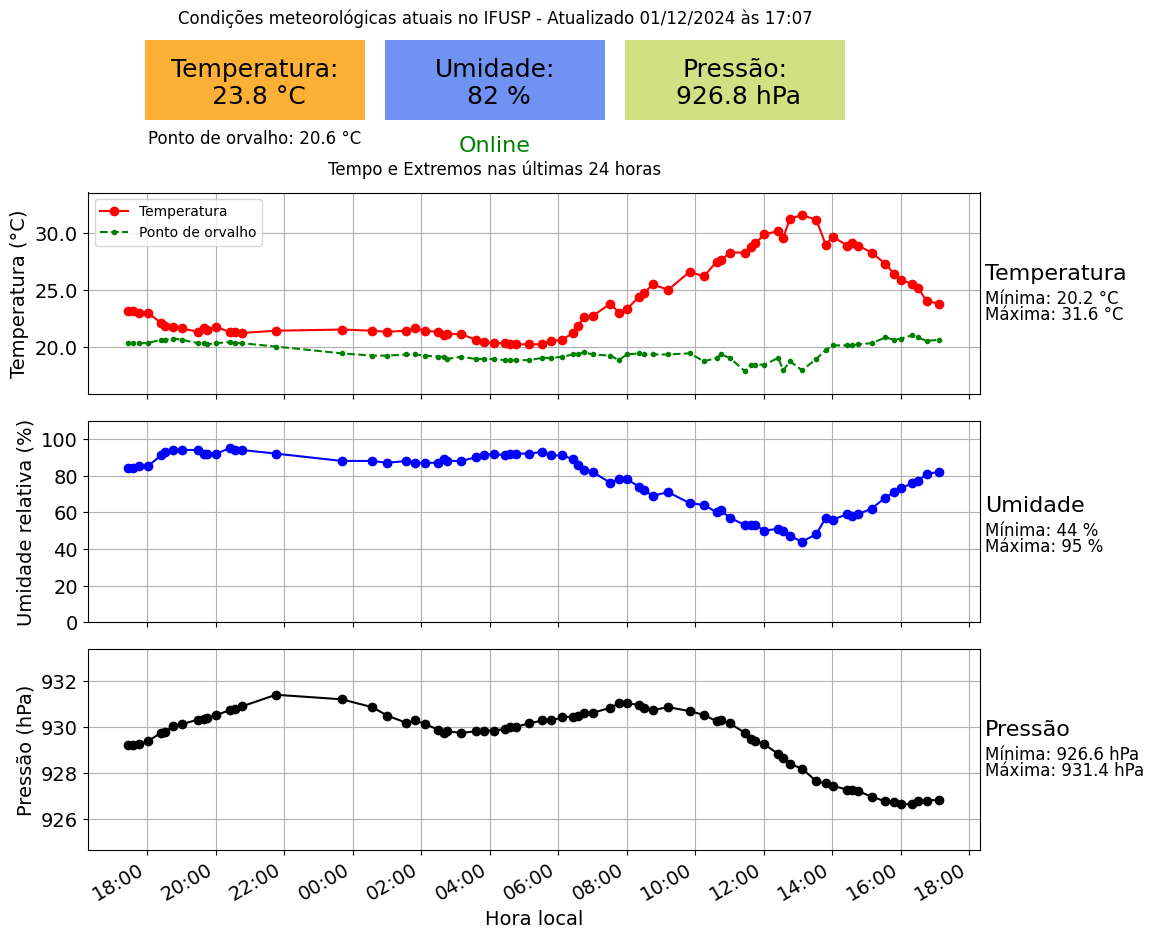 Condições meteorológicas atuais no IFUSP - Atualizado 01/12/2024 às 17:07
Temperatura:
23.8 °C
Umidade:
82 %
Pressão:
926.8 hPa
Ponto de orvalho: 20.6 °C
Online
Tempo e Extremos nas últimas 24 horas
Temperatura (°C)
30.0
25.0
20.0
Temperatura
Ponto de orvalho
Temperatura
Mínima: 20.2 °C
Máxima: 31.6 °C
Umidade relativa (%)
100
80
60
40
20
0
Umidade
Mínima: 44 %
Máxima: 95 %
Pressão (hPa)
932
930
928
926
Pressão
Mínima: 926.6 hPa
Máxima: 931.4 hPa
18:00 20:00 22:00 00:00 02:00 04:00 06:00 08:00 10:00 12:00 14:00 16:00 18:00
Hora local